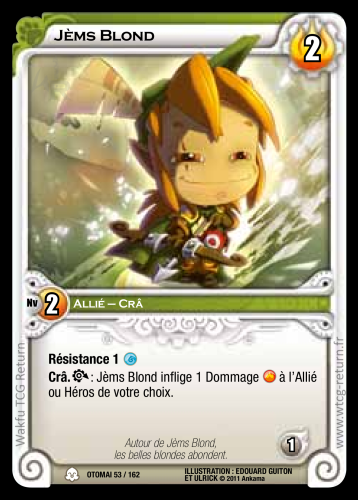 Jèms Blond
2
Nv 2 Allié – Crâ
Résistance 1
Crâ. : Jèms Blond inflige 1 Dommage à l'Allié
ou Héros de votre choix.
Autour de Jèms Blond,
les belles blondes abondent.
1
OTOMAI 53 / 162
ILLUSTRATION : EDOUARD GUITON
ET ULRICK © 2011 Ankama
Wakfu TCG Return
www.wtcg-return.fr